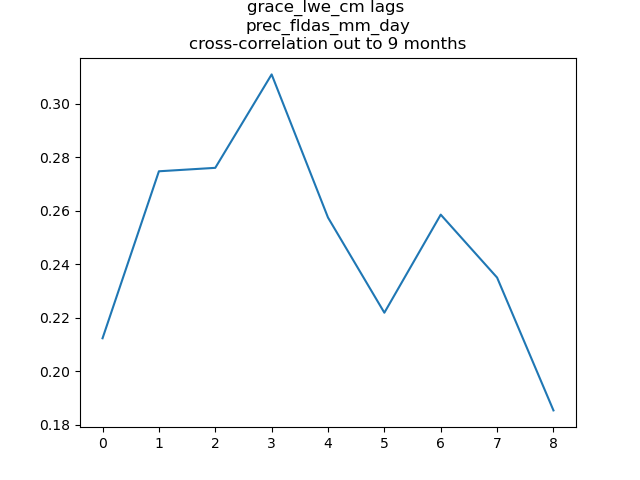 grace_lwe_cm lags
prec_fldas_mm_day
cross-correlation out to 9 months
0.30
0.28
0.26
0.24
0.22
0.20
0.18
0 1 2 3 4 5 6 7 8